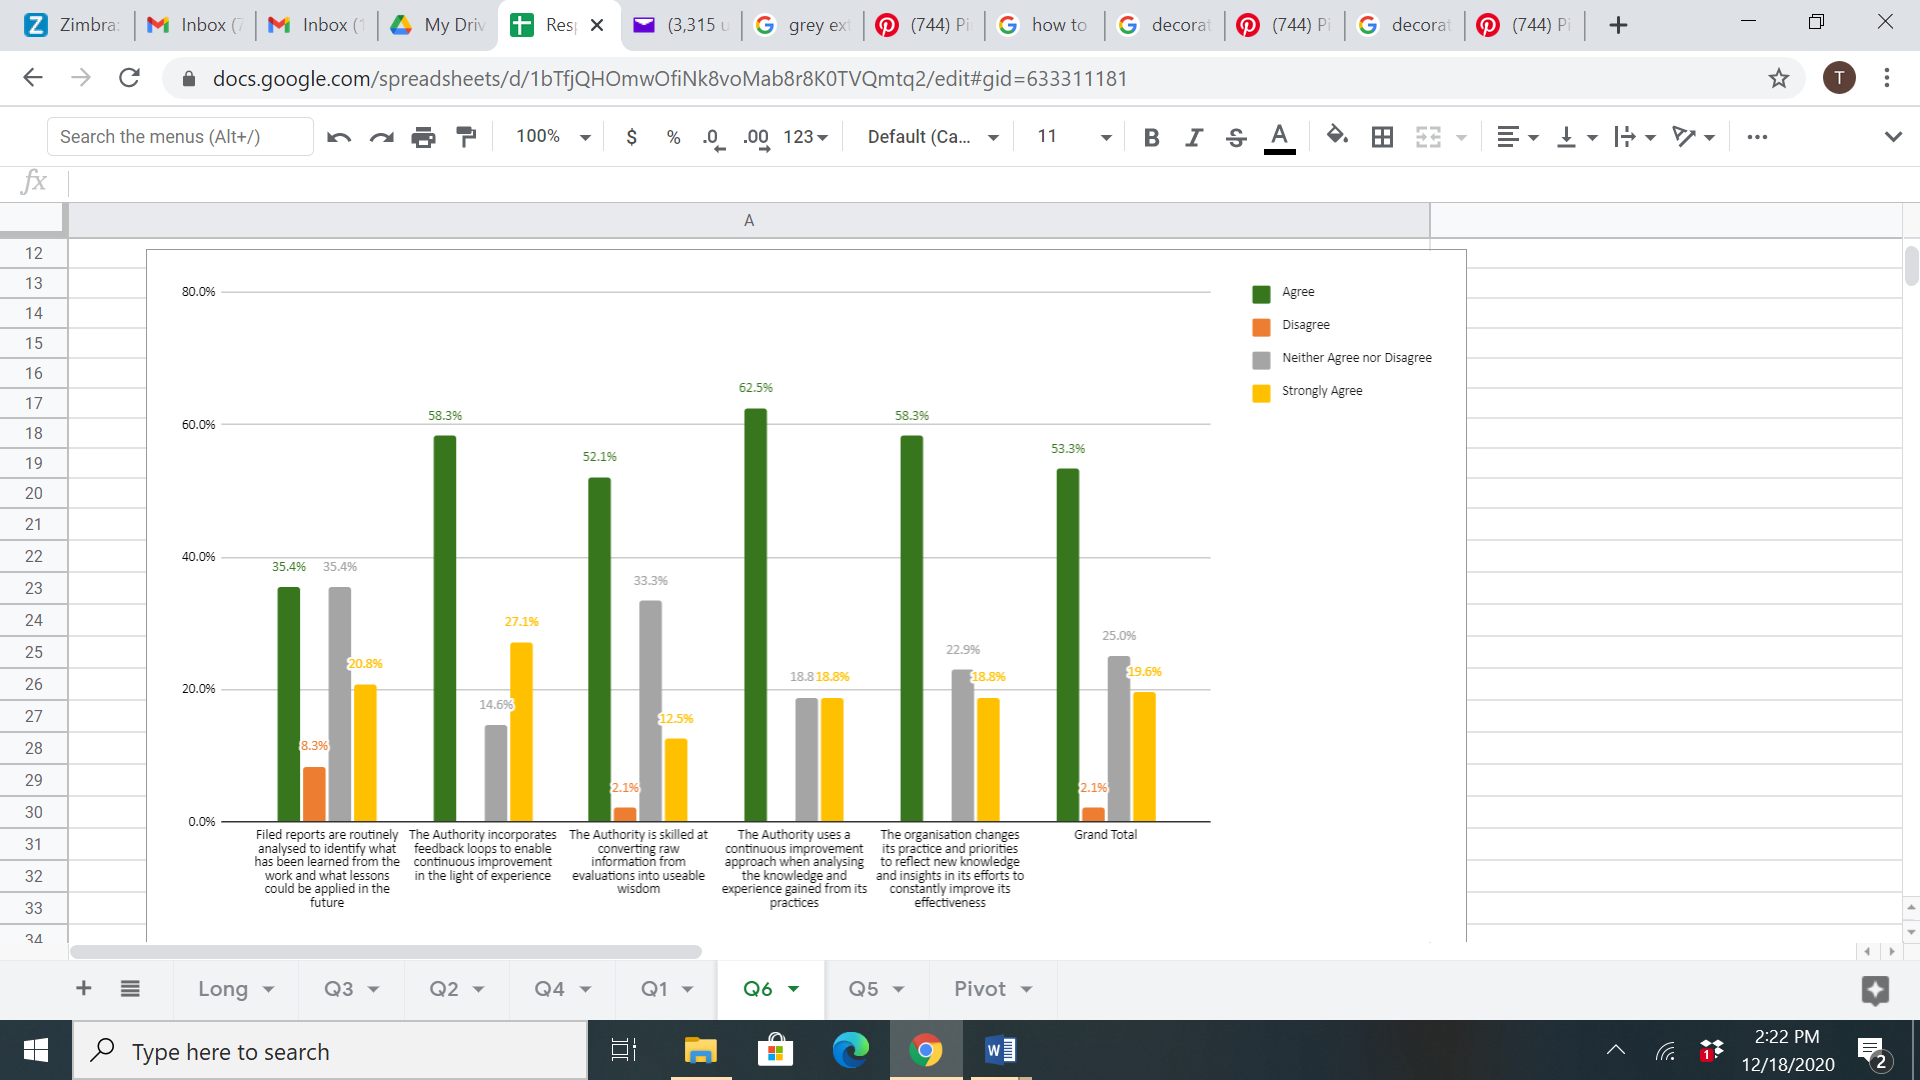 Zimbra:
Inbox (7
Inbox (1
My Driv
Resp
(3,315 u
grey ext
(744) Pi
how to
decorat
(744) Pi
decorat
(744) Pi
docs.google.com/spreadsheets/d/1bTfjQHOmwOfiNk8voMab8r8K0TVQmtq2/edit#gid=633311181
T
Search the menus (Alt+/)
100%
$ % .0 .00 123
Default (Ca...
11
B I S A
fx
A
12
13
14
15
16
17
18
19
20
21
22
23
24
25
26
27
28
29
30
31
32
33
34
80.0%
60.0%
40.0%
20.0%
0.0%
Agree
Disagree
Neither Agree nor Disagree
Strongly Agree
35.4%
8.3%
35.4%
20.8%
58.3%
14.6%
27.1%
52.1%
2.1%
33.3%
12.5%
62.5%
18.8
18.8%
58.3%
22.9%
18.8%
53.3%
2.1%
25.0%
19.6%
Filed reports are routinely
analysed to identify what
has been learned from the
work and what lessons
could be applied in the
future
The Authority incorporates
feedback loops to enable
continuous improvement
in the light of experience
The Authority is skilled at
converting raw
information from
evaluations into useable
wisdom
The Authority uses a
continuous improvement
approach when analysing
the knowledge and
experience gained from its
practices
The organisation changes
its practice and priorities
to reflect new knowledge
and insights in its efforts to
constantly improve its
effectiveness
Grand Total
Long
Q3
Q2
Q4
Q1
Q6
Q5
Pivot
Type here to search
1
2:22 PM
12/18/2020
2